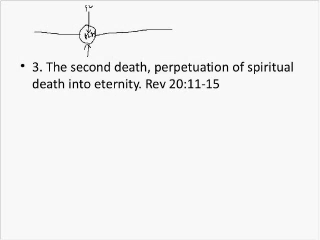 • 3. The second death, perpetuation of spiritual
death into eternity. Rev 20:11-15